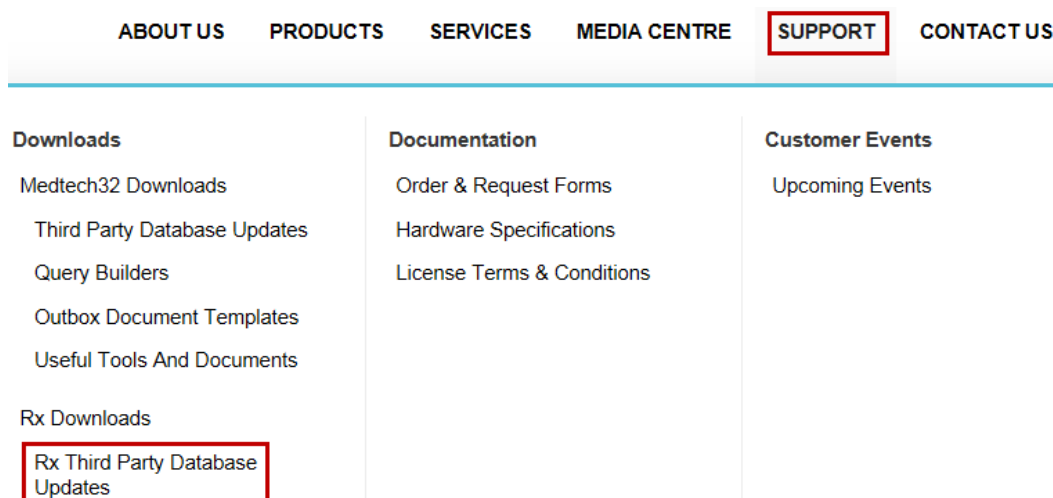 ABOUT US PRODUCTS SERVICES MEDIA CENTRE SUPPORT CONTACT US
Downloads
Medtech32 Downloads
Third Party Database Updates
Query Builders
Outbox Document Templates
Useful Tools And Documents
Rx Downloads
Rx Third Party Database
Updates
Documentation
Order & Request Forms
Hardware Specifications
License Terms & Conditions
Customer Events
Upcoming Events